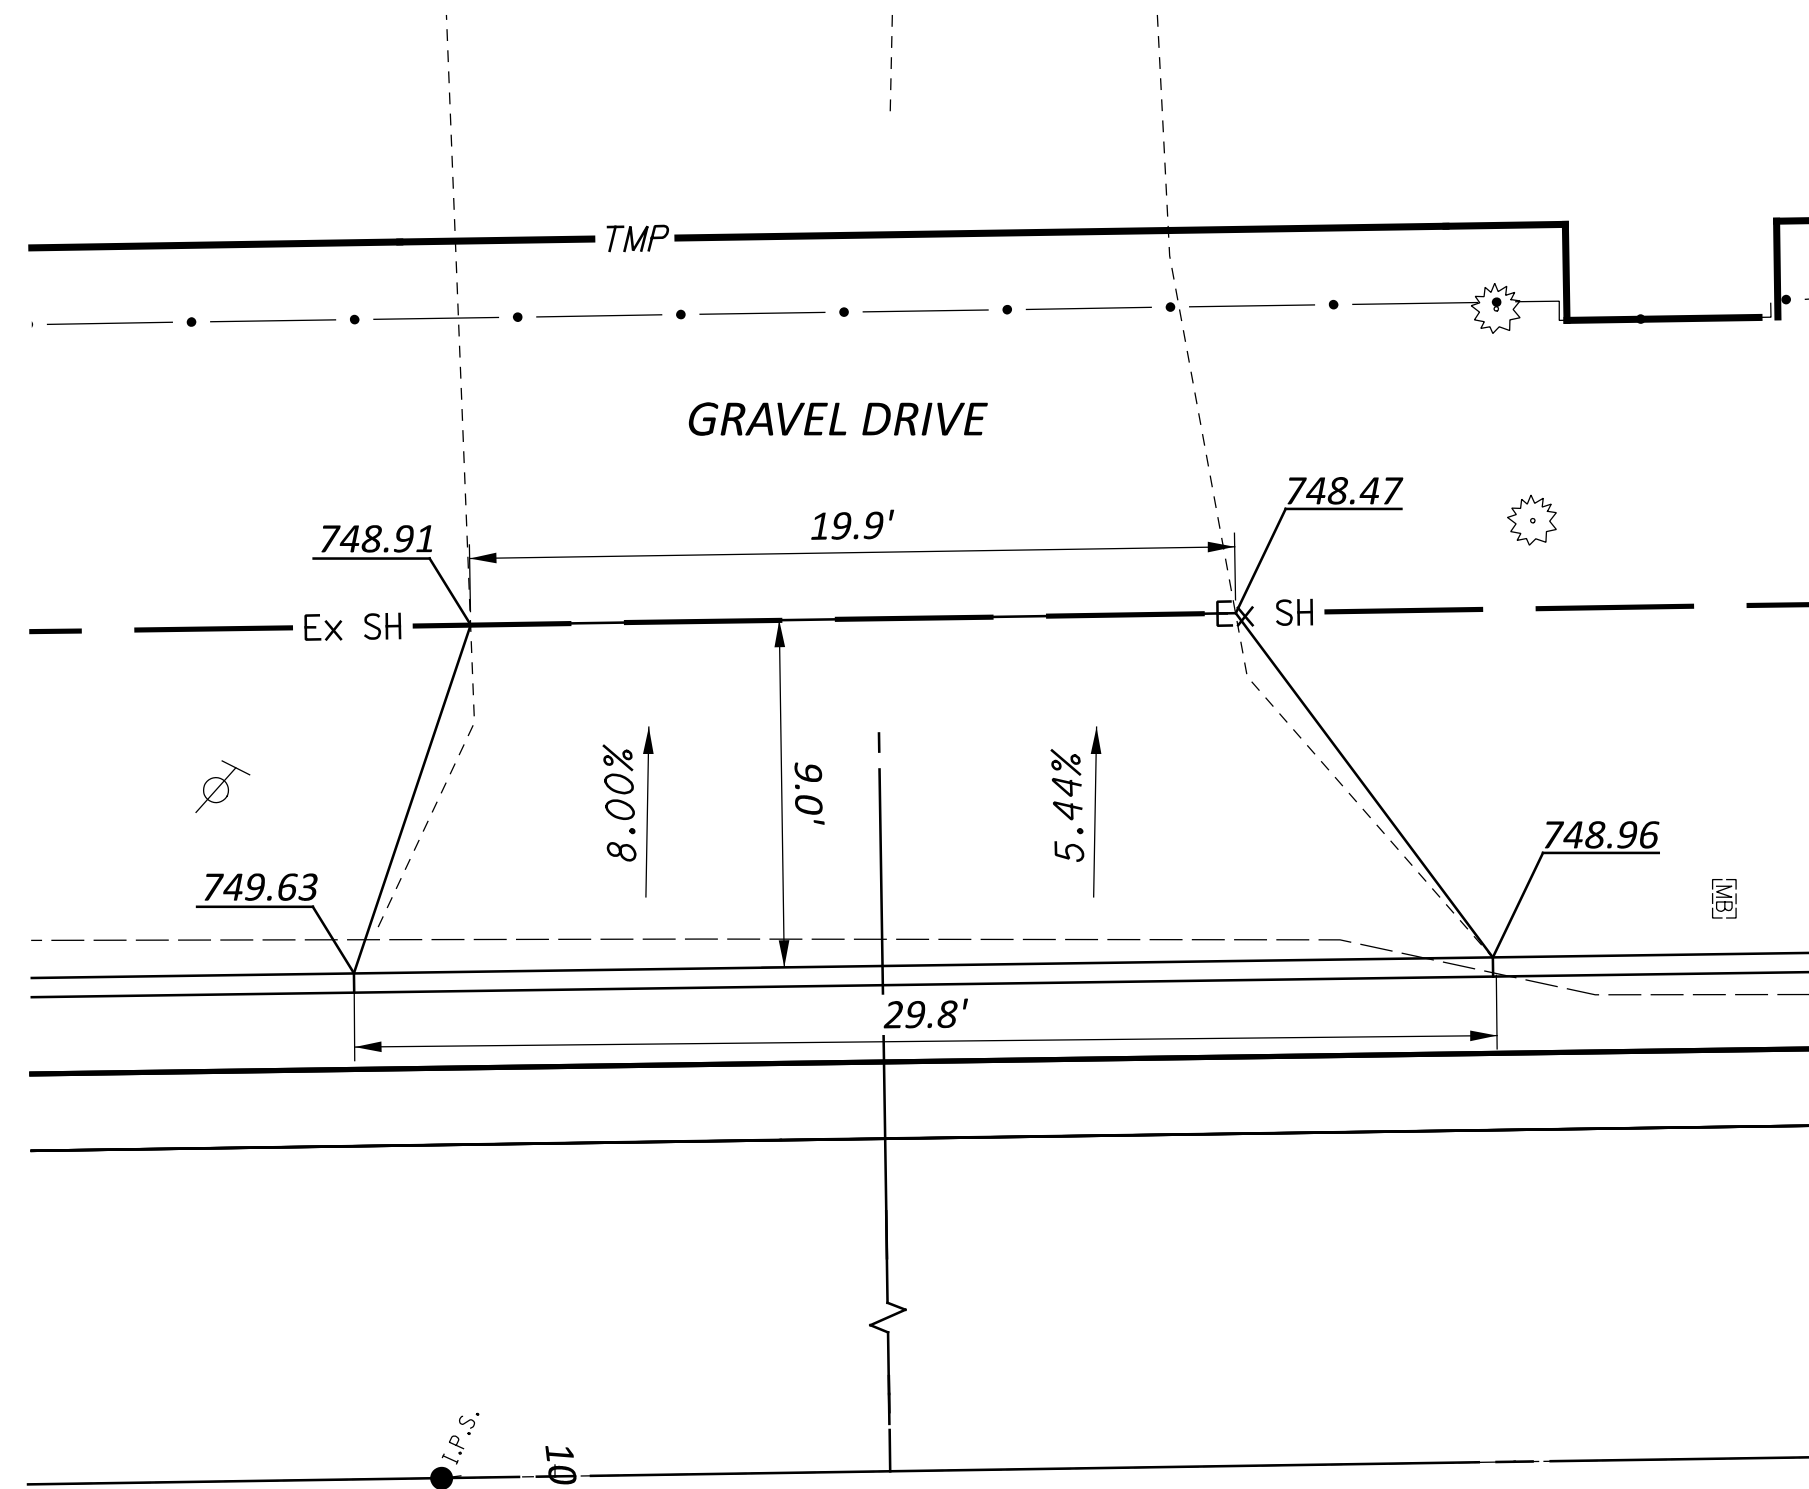 TMP
GRAVEL DRIVE
748.47
19.9'
748.91
Ex SH
Ex SH
8.00%
9.0'
5.44%
748.96
749.63
MB
29.8'
I.P.S.
10